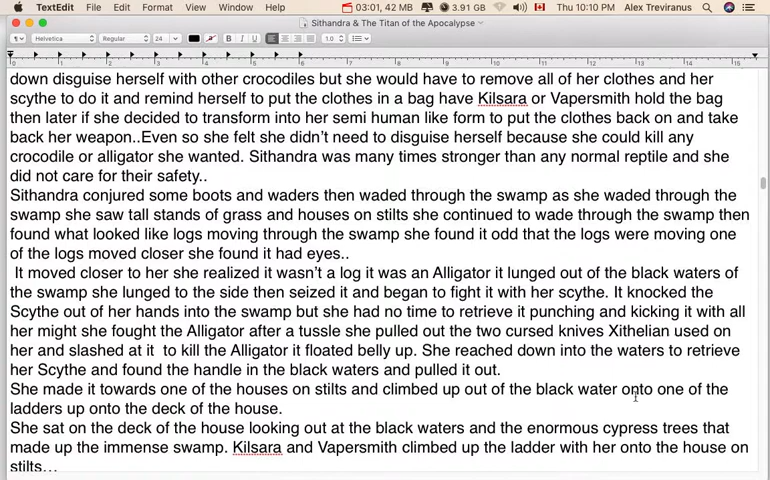 TextEdit File Edit Format View Window Help 03:01, 42 MB 3.91 GB Thu 10:10 PM Alex Treviranus
Sithandra & The Titan of the Apocalypse
¶ Helvetica Regular 24 a B I U 1.0
0 1 2 3 4 5 6 7 8 9 10 11 12 13 14 15
down disguise herself with other crocodiles but she would have to remove all of her clothes and her
scythe to do it and remind herself to put the clothes in a bag have Kilsara or Vapersmith hold the bag
then later if she decided to transform into her semi human like form to put the clothes back on and take
back her weapon..Even so she felt she didn’t need to disguise herself because she could kill any
crocodile or alligator she wanted. Sithandra was many times stronger than any normal reptile and she
did not care for their safety..
Sithandra conjured some boots and waders then waded through the swamp as she waded through the
swamp she saw tall stands of grass and houses on stilts she continued to wade through the swamp then
found what looked like logs moving through the swamp she found it odd that the logs were moving one
of the logs moved closer she found it had eyes..
It moved closer to her she realized it wasn’t a log it was an Alligator it lunged out of the black waters of
the swamp she lunged to the side then seized it and began to fight it with her scythe. It knocked the
Scythe out of her hands into the swamp but she had no time to retrieve it punching and kicking it with all
her might she fought the Alligator after a tussle she pulled out the two cursed knives Xithelian used on
her and slashed at it to kill the Alligator it floated belly up. She reached down into the waters to retrieve
her Scythe and found the handle in the black waters and pulled it out.
She made it towards one of the houses on stilts and climbed up out of the black water onto one of the
ladders up onto the deck of the house.
She sat on the deck of the house looking out at the black waters and the enormous cypress trees that
made up the immense swamp. Kilsara and Vapersmith climbed up the ladder with her onto the house on
stilts…